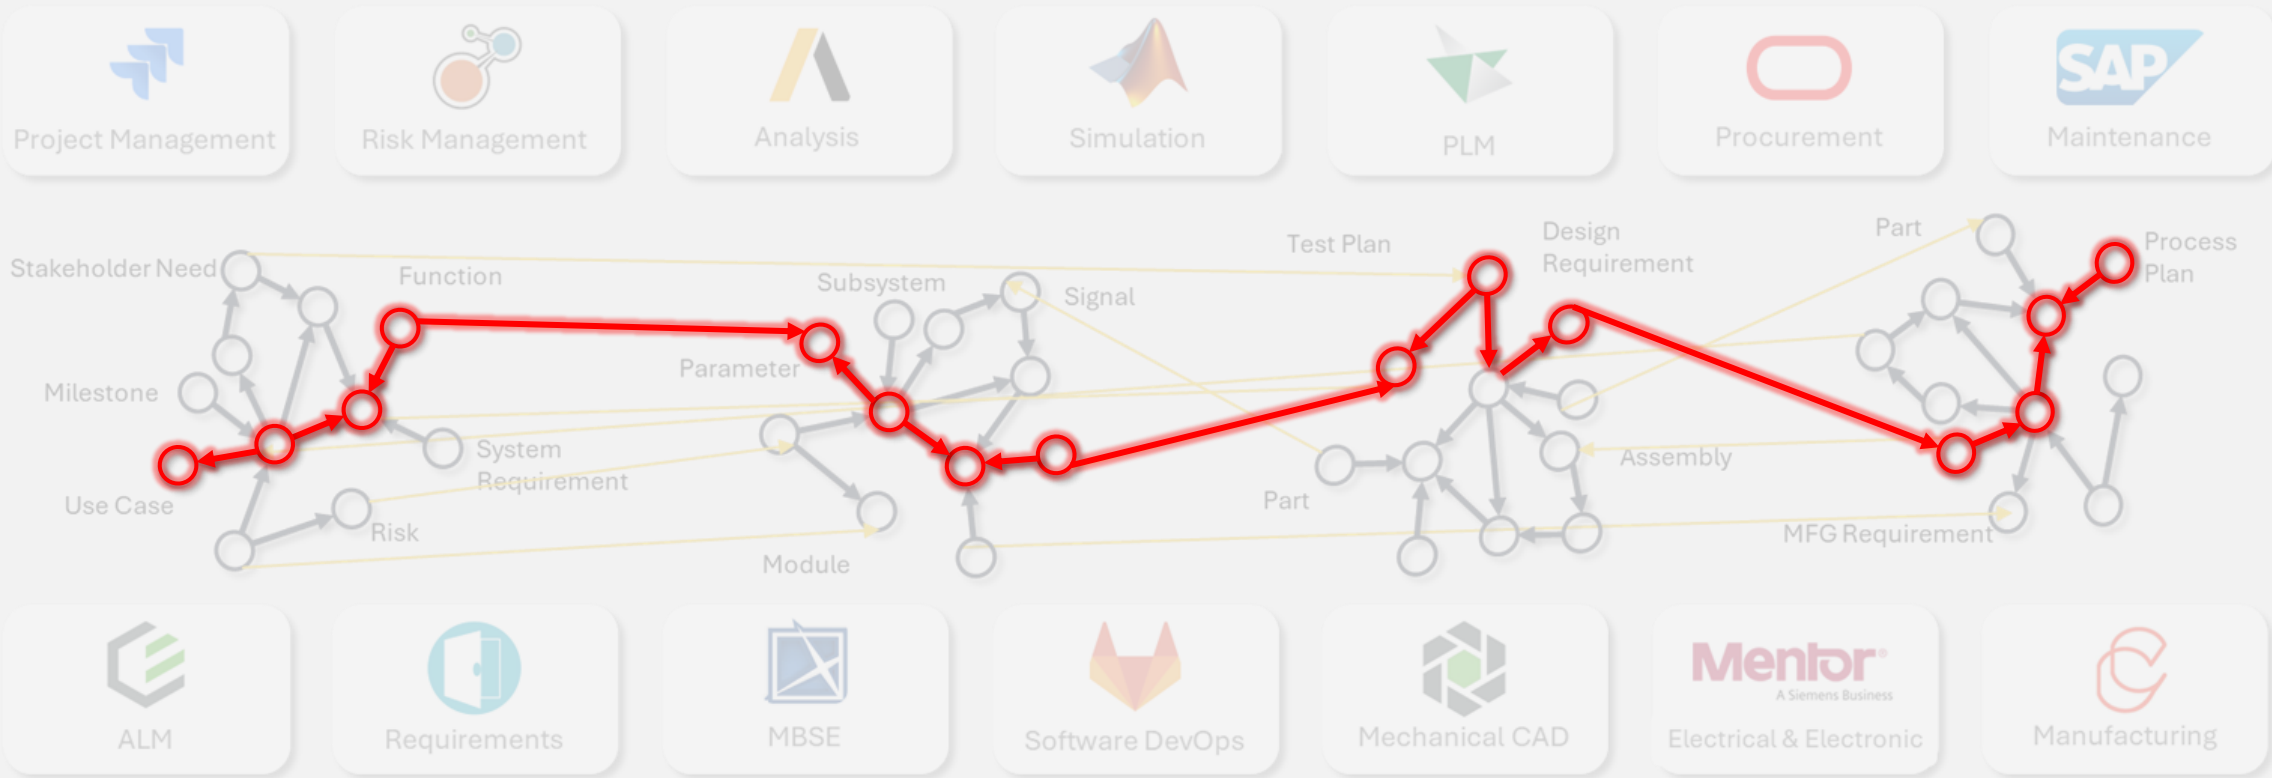 SAP
Project Management
Risk Management
Analysis
Simulation
PLM
Procurement
Maintenance
Stakeholder Need
Function
Subsystem
Signal
Test Plan
Design
Requirement
Part
Process
Plan
Milestone
Parameter
System
Requirement
Assembly
Use Case
Risk
Module
Part
MFG Requirement
Mentor®
A Siemens Business
ALM
Requirements
MBSE
Software DevOps
Mechanical CAD
Electrical & Electronic
Manufacturing